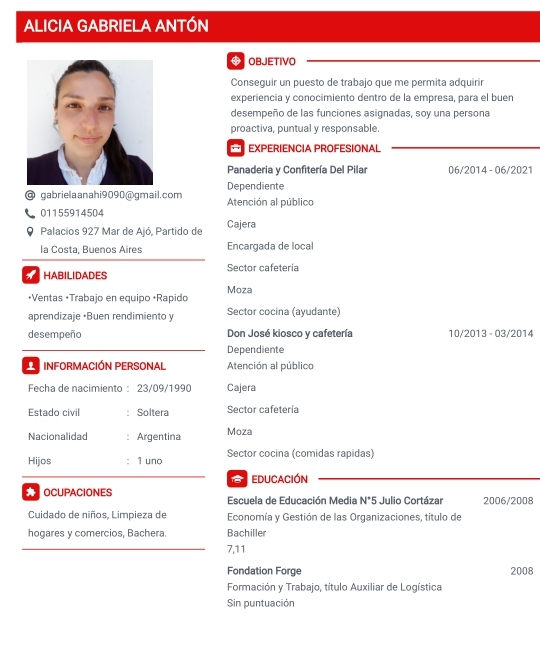 ALICIA GABRIELA ANTÓN
gabrielaanahi9090@gmail.com
01155914504
Palacios 927 Mar de Ajó, Partido de
la Costa, Buenos Aires
HABILIDADES
•Ventas •Trabajo en equipo •Rapido
aprendizaje •Buen rendimiento y
desempeño
INFORMACIÓN PERSONAL
Fecha de nacimiento : 23/09/1990
Estado civil : Soltera
Nacionalidad : Argentina
Hijos : 1 uno
OCUPACIONES
Cuidado de niños, Limpieza de
hogares y comercios, Bachera.
OBJETIVO
Conseguir un puesto de trabajo que me permita adquirir
experiencia y conocimiento dentro de la empresa, para el buen
desempeño de las funciones asignadas, soy una persona
proactiva, puntual y responsable.
EXPERIENCIA PROFESIONAL
Panaderia y Confitería Del Pilar 06/2014 - 06/2021
Dependiente
Atención al público
Cajera
Encargada de local
Sector cafetería
Moza
Sector cocina (ayudante)
Don José kiosco y cafetería 10/2013 - 03/2014
Dependiente
Atención al público
Cajera
Sector cafetería
Moza
Sector cocina (comidas rapidas)
EDUCACIÓN
Escuela de Educación Media N°5 Julio Cortázar 2006/2008
Economía y Gestión de las Organizaciones, título de
Bachiller
7,11
Fondation Forge 2008
Formación y Trabajo, título Auxiliar de Logística
Sin puntuación